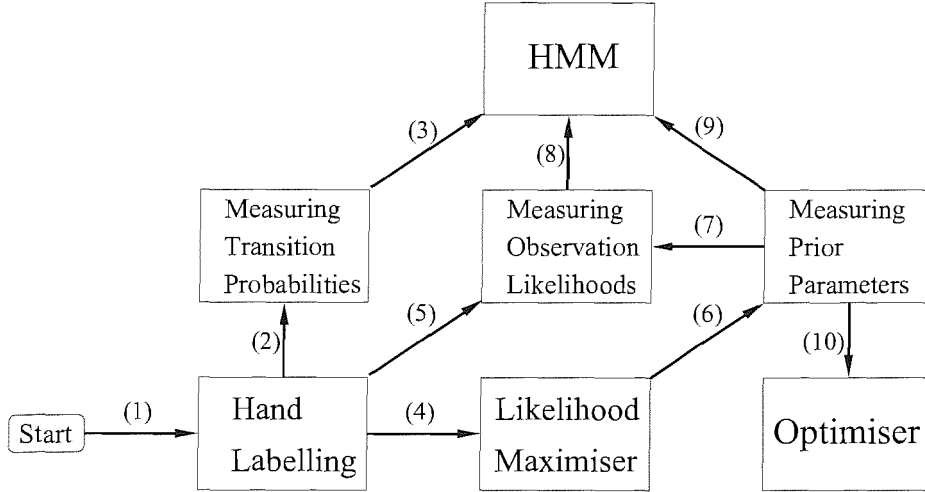 HMM
(3)
(8)
(9)
Measuring
Transition
Probabilities
Measuring
Observation
Likelihoods
(7)
Measuring
Prior
Parameters
(2)
(5)
(6)
(10)
Start
(1)
Hand
Labelling
(4)
Likelihood
Maximiser
Optimiser